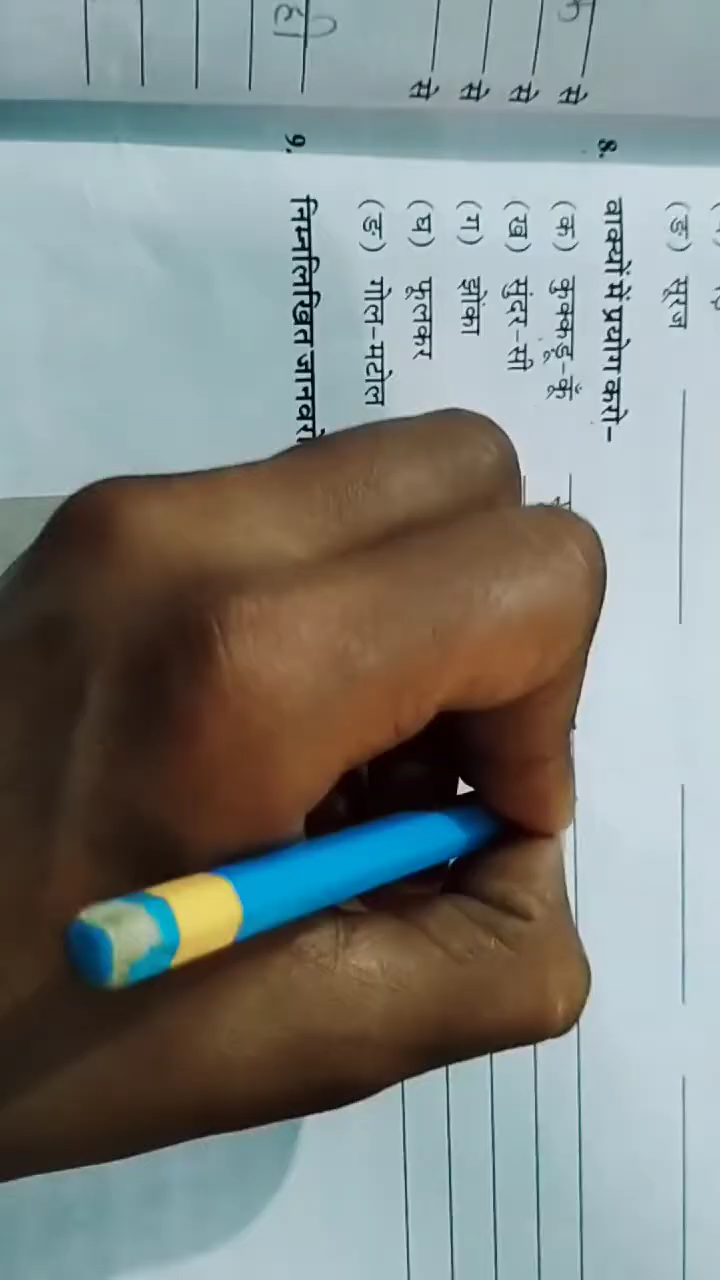 (ङ) सूरज
8. वाक्यों में प्रयोग करो-
(क) कुक्कड़ू-कूँ
(ख) सुंदर-सी
(ग) झोंका
(घ) फूलकर
(ङ) गोल-मटोल
9. निम्नलिखित जानवरों
से
से
से
से